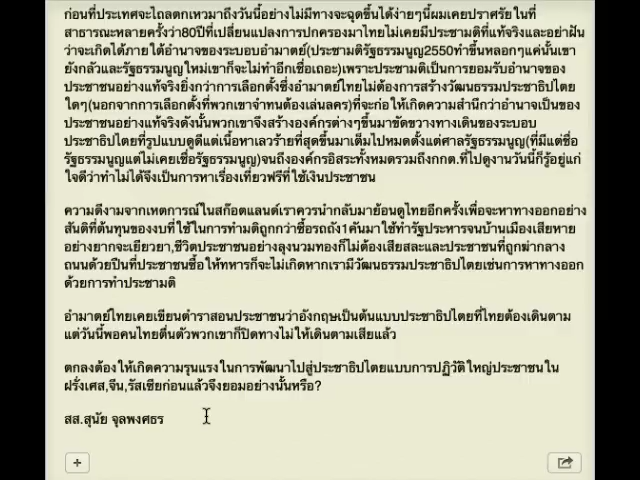 ก่อนที่ประเทศจะไถลตกเหวมาถึงวันนี้อย่างไม่มีทางจะฉุดขึ้นได้ง่ายๆนี้ผมเคยปราศรัยในที่
สาธารณะหลายครั้งว่า80ปีที่เปลี่ยนแปลงการปกครองมาไทยไม่เคยมีประชามติที่แท้จริงและอย่าฝัน
ว่าจะเกิดได้ภายใต้อำนาจของระบอบอำมาตย์(ประชามติรัฐธรรมนูญ2550ทำขึ้นหลอกๆแค่นั้นเขา
ยังกลัวและรัฐธรรมนูญใหม่เขาก็จะไม่ทำอีกเชื่อเถอะ)เพราะประชามติเป็นการยอมรับอำนาจของ
ประชาชนอย่างแท้จริงยิ่งกว่าการเลือกตั้งซึ่งอำมาตย์ไทยไม่ต้องการสร้างวัฒนธรรมประชาธิปไตย
ใดๆ(นอกจากการเลือกตั้งที่พวกเขาจำทนต้องเล่นละคร)ที่จะก่อให้เกิดความสำนึกว่าอำนาจเป็นของ
ประชาชนอย่างแท้จริงดังนั้นพวกเขาจึงสร้างองค์กรต่างๆขึ้นมาขัดขวางทางเดินของระบอบ
ประชาธิปไตยที่รูปแบบดูดีแต่เนื้อหาเลวร้ายที่สุดขึ้นมาเต็มไปหมดตั้งแต่ศาลรัฐธรรมนูญ(ที่มีแต่ชื่อ
รัฐธรรมนูญแต่ไม่เคยเชื่อรัฐธรรมนูญ)จนถึงองค์กรอิสระทั้งหมดรวมถึงกกต.ที่ไปดูงานวันนี้ก็รู้อยู่แก่
ใจดีว่าทำไม่ได้จึงเป็นการหาเรื่องเที่ยวฟรีที่ใช้เงินประชาชน
ความดีงามจากเหตุการณ์ในสก๊อตแลนด์เราควรนำกลับมาย้อนดูไทยอีกครั้งเพื่อจะหาทางออกอย่าง
สันติที่ต้นทุนของงบที่ใช้ในการทำมติถูกกว่าซื้อรถถัง1คันมาใช้ทำรัฐประหารจนบ้านเมืองเสียหาย
อย่างยากจะเยียวยา,ชีวิตประชาชนอย่างลุงนวมทองก็ไม่ต้องเสียสละและประชาชนที่ถูกฆ่ากลาง
ถนนด้วยปืนที่ประชาชนซื้อให้ทหารก็จะไม่เกิดหากเรามีวัฒนธรรมประชาธิปไตยเช่นการหาทางออก
ด้วยการทำประชามติ
อำมาตย์ไทยเคยเขียนตำราสอนประชาชนว่าอังกฤษเป็นต้นแบบประชาธิปไตยที่ไทยต้องเดินตาม
แต่วันนี้พอคนไทยตื่นตัวพวกเขาก็ปิดทางไม่ให้เดินตามเสียแล้ว
ตกลงต้องให้เกิดความรุนแรงในการพัฒนาไปสู่ประชาธิปไตยแบบการปฏิวัติใหญ่ประชาชนใน
ฝรั่งเศส,จีน,รัสเซียก่อนแล้วจึงยอมอย่างนั้นหรือ?
สส.สุนัย จุลพงศธร